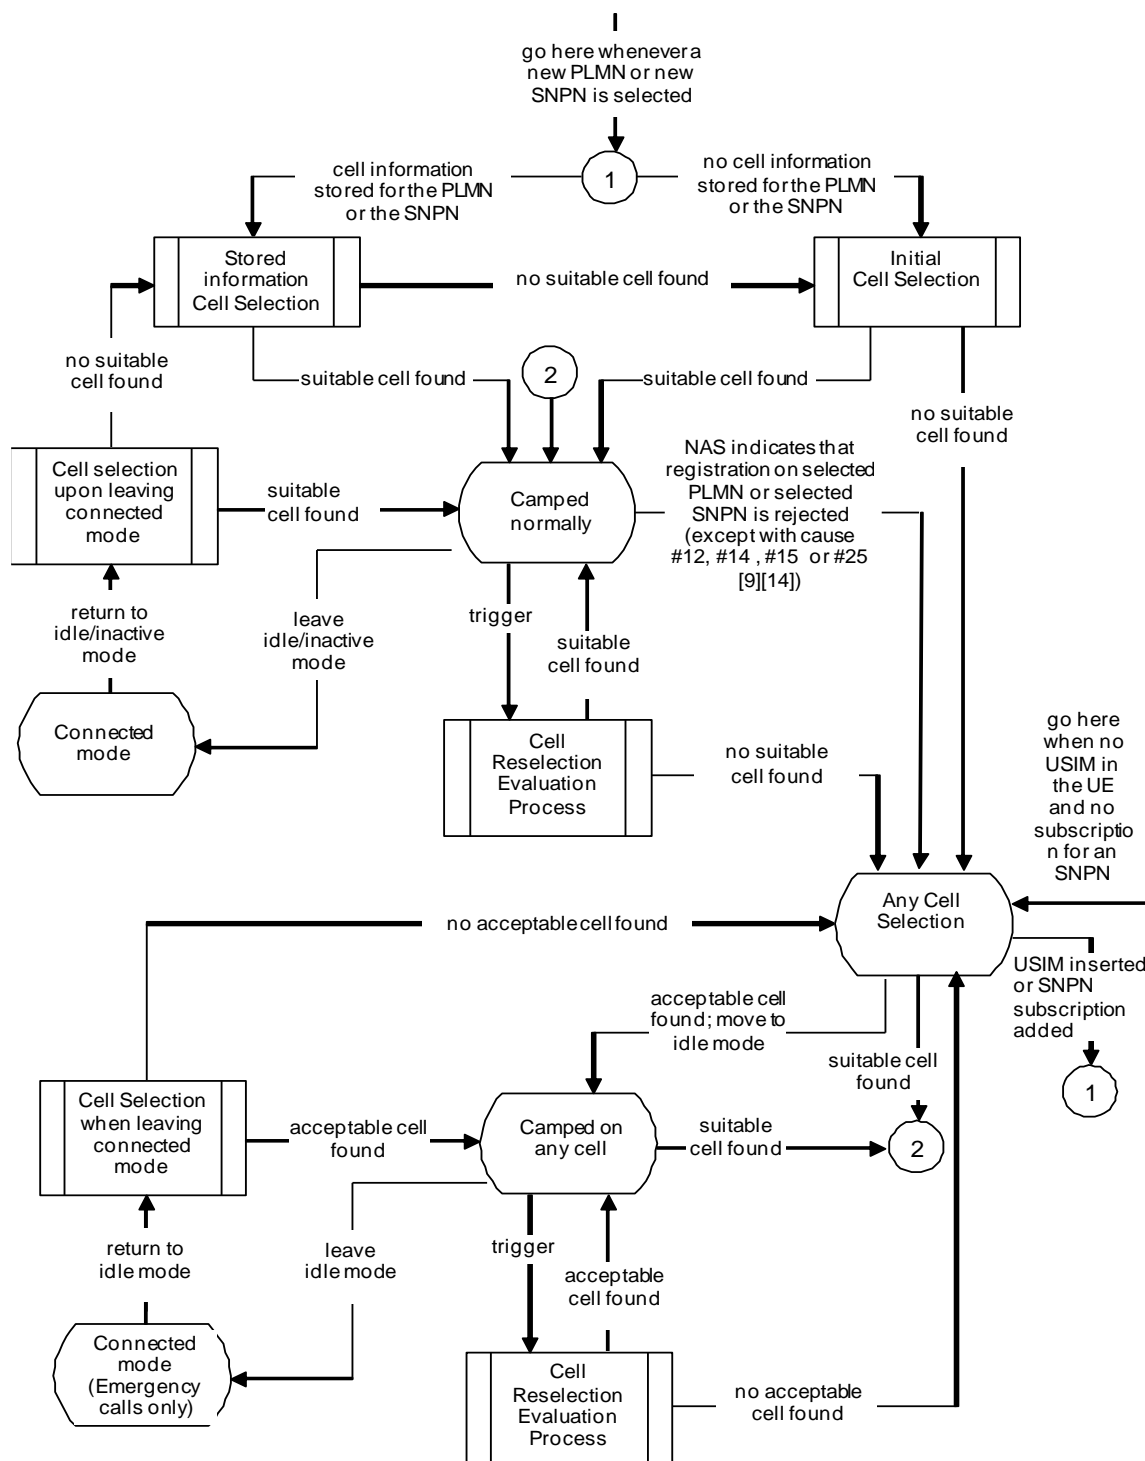 go here whenever a
new PLMN or new
SNPN is selected
1
cell information
stored for the PLMN
or the SNPN
no cell information
stored for the PLMN
or the SNPN
Stored
information
Cell Selection
no suitable cell found
Initial
Cell Selection
no suitable
cell found
suitable cell found
2
suitable cell found
no suitable
cell found
Cell selection
upon leaving
connected
mode
suitable
cell found
Camped
normally
NAS indicates that
registration on selected
PLMN or selected
SNPN is rejected
(except with cause
#12, #14 , #15 or #25
[9][14])
return to
idle/inactive
mode
leave
idle/inactive
mode
trigger
suitable
cell found
Connected
mode
Cell
Reselection
Evaluation
Process
no suitable
cell found
go here
when no
USIM in
the UE
and no
subscriptio
n for an
SNPN
Any Cell
Selection
no acceptable cell found
USIM inserted
or SNPN
subscription
added
1
acceptable cell
found; move to
idle mode
suitable cell
found
2
Cell Selection
when leaving
connected
mode
acceptable cell
found
Camped on
any cell
suitable
cell found
return to
idle mode
leave
idle mode
trigger
acceptable
cell found
Connected
mode
(Emergency
calls only)
Cell
Reselection
Evaluation
Process
no acceptable
cell found